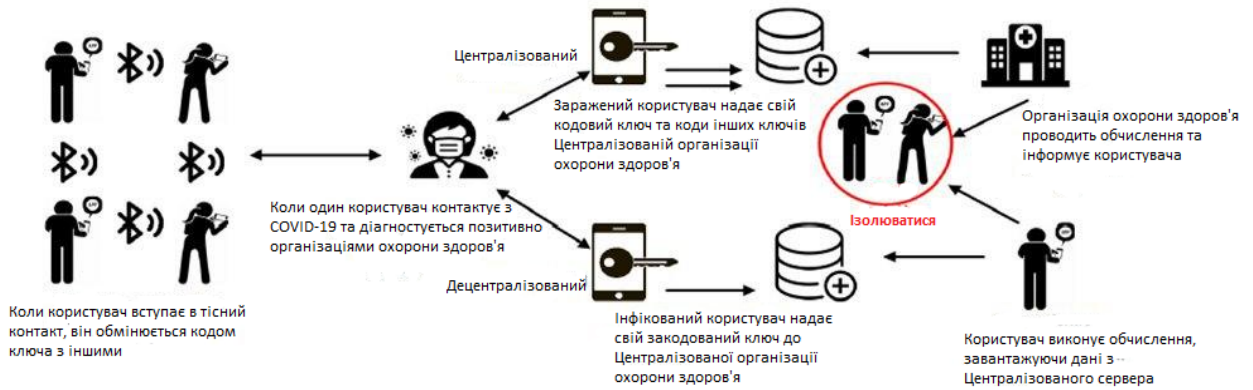 Централізований
Заражений користувач надає свій
кодовий ключ та коди інших ключів
Централізованій організації
охорони здоров'я
Організація охорони здоров'я
проводить обчислення та
інформує користувача
Коли один користувач контактує з
COVID-19 та діагностується позитивно
організаціями охорони здоров'я
Ізолюватися
Децентралізований
Коли користувач вступає в тісний
контакт, він обмінюється кодом
ключа з іншими
Інфікований користувач надає
свій закодований ключ до
Централізованої організації
охорони здоров'я
Користувач виконує обчислення,
завантажуючи дані з
Централізованого сервера